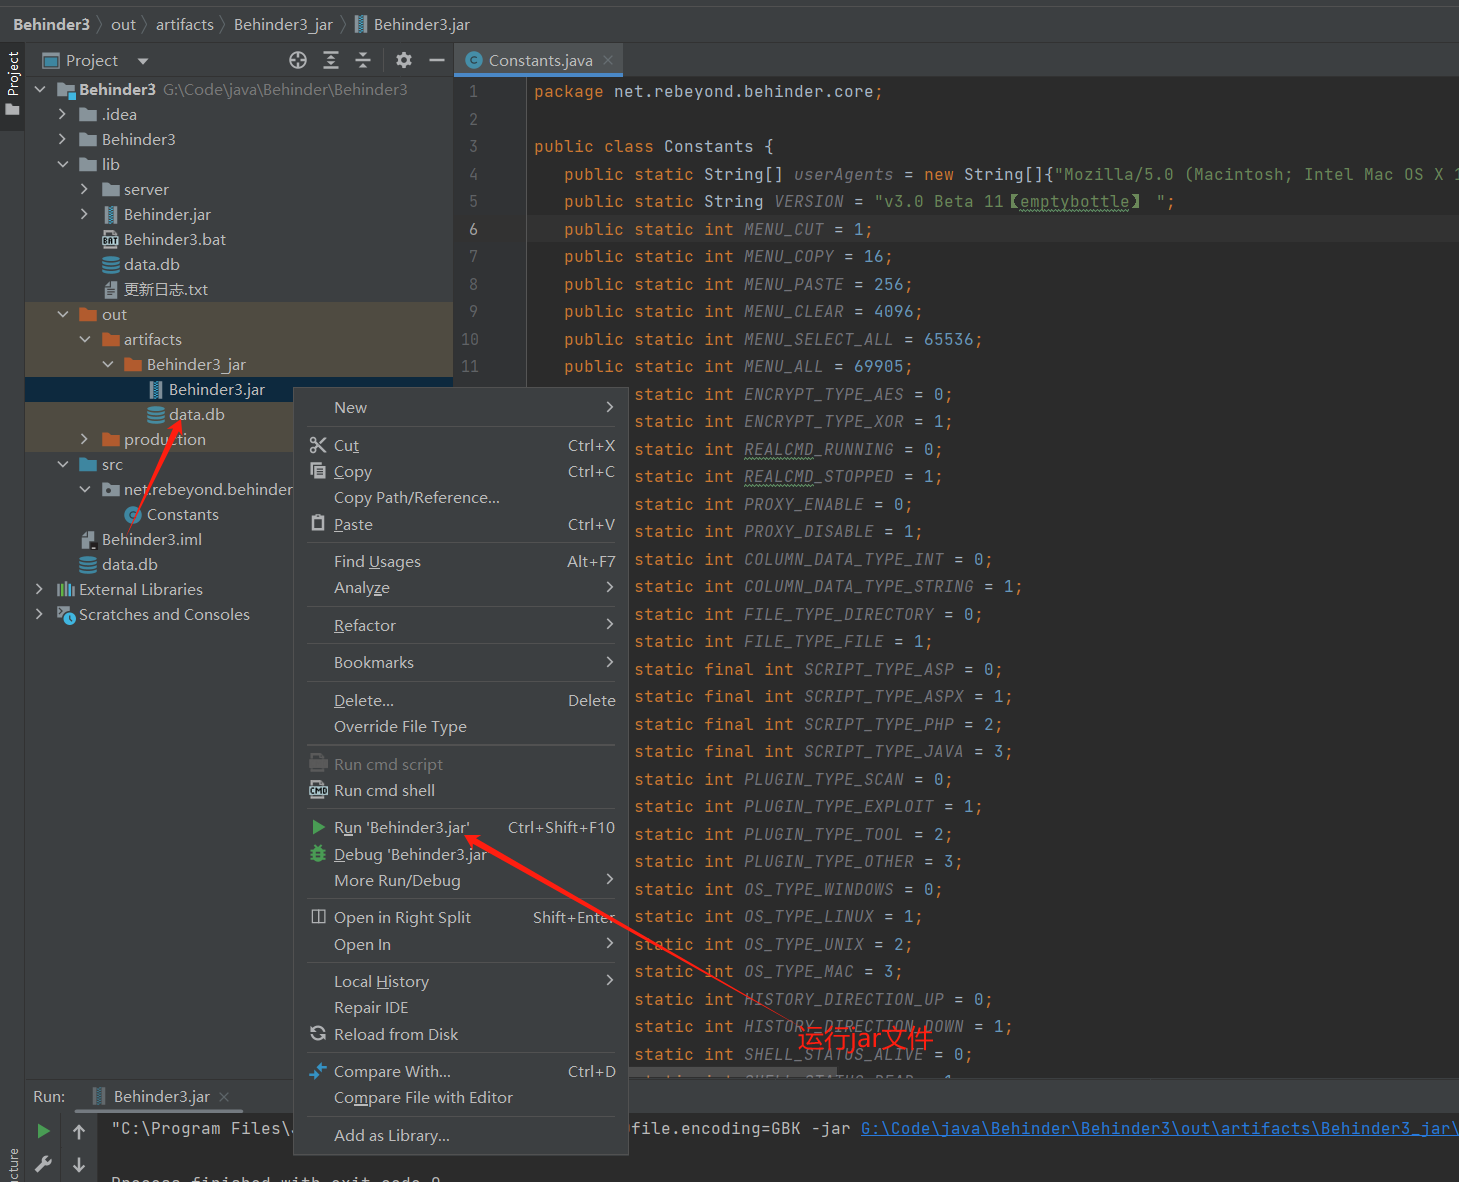 Behinder3 out artifacts Behinder3_jar Behinder3.jar
Project
Project
Constants.java
Behinder3 G:\Code\java\Behinder\Behinder3
.idea
Behinder3
lib
server
Behinder.jar
Behinder3.bat
data.db
更新日志.txt
out
artifacts
Behinder3_jar
Behinder3.jar
data.db
production
src
net.rebeyond.behinder
Constants
Behinder3.iml
data.db
External Libraries
Scratches and Consoles
1 package net.rebeyond.behinder.core;
2
3 public class Constants {
4 public static String[] userAgents = new String[]{"Mozilla/5.0 (Macintosh; Intel Mac OS X 1
5 public static String VERSION = "v3.0 Beta 11【emptybottle】 ";
6 public static int MENU_CUT = 1;
7 public static int MENU_COPY = 16;
8 public static int MENU_PASTE = 256;
9 public static int MENU_CLEAR = 4096;
10 public static int MENU_SELECT_ALL = 65536;
11 public static int MENU_ALL = 69905;
static int ENCRYPT_TYPE_AES = 0;
static int ENCRYPT_TYPE_XOR = 1;
static int REALCMD_RUNNING = 0;
static int REALCMD_STOPPED = 1;
static int PROXY_ENABLE = 0;
static int PROXY_DISABLE = 1;
static int COLUMN_DATA_TYPE_INT = 0;
static int COLUMN_DATA_TYPE_STRING = 1;
static int FILE_TYPE_DIRECTORY = 0;
static int FILE_TYPE_FILE = 1;
static final int SCRIPT_TYPE_ASP = 0;
static final int SCRIPT_TYPE_ASPX = 1;
static final int SCRIPT_TYPE_PHP = 2;
static final int SCRIPT_TYPE_JAVA = 3;
static int PLUGIN_TYPE_SCAN = 0;
static int PLUGIN_TYPE_EXPLOIT = 1;
static int PLUGIN_TYPE_TOOL = 2;
static int PLUGIN_TYPE_OTHER = 3;
static int OS_TYPE_WINDOWS = 0;
static int OS_TYPE_LINUX = 1;
static int OS_TYPE_UNIX = 2;
static int OS_TYPE_MAC = 3;
static int HISTORY_DIRECTION_UP = 0;
static int HISTORY_DIRECTION_DOWN = 1;
static int SHELL_STATUS_ALIVE = 0;
New
Cut Ctrl+X
Copy Ctrl+C
Copy Path/Reference...
Paste Ctrl+V
Find Usages Alt+F7
Analyze
Refactor
Bookmarks
Delete... Delete
Override File Type
Run cmd script
CMD Run cmd shell
Run 'Behinder3.jar' Ctrl+Shift+F10
Debug 'Behinder3.jar
More Run/Debug
Open in Right Split Shift+Enter
Open In
Local History
Repair IDE
Reload from Disk
Compare With... Ctrl+D
Compare File with Editor
Add as Library...
运行jar文件
Run: Behinder3.jar
"C:\Program Files\ file.encoding=GBK -jar G:\Code\java\Behinder\Behinder3\out\artifacts\Behinder3_jar\
Process finished with exit code 0